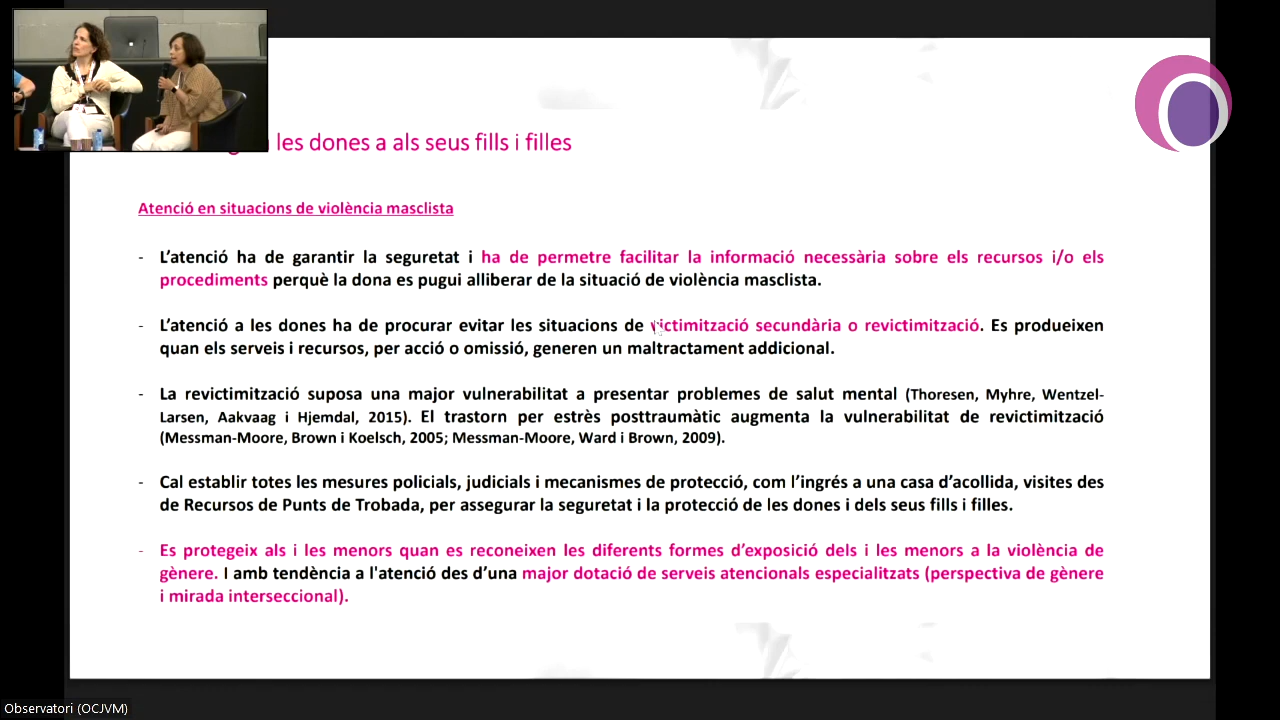 les dones a als seus fills i filles
Atenció en situacions de violència masclista
- L’atenció ha de garantir la seguretat i ha de permetre facilitar la informació necessària sobre els recursos i/o els
procediments perquè la dona es pugui alliberar de la situació de violència masclista.
- L’atenció a les dones ha de procurar evitar les situacions de victimització secundària o revictimització. Es produeixen
quan els serveis i recursos, per acció o omissió, generen un maltractament addicional.
- La revictimització suposa una major vulnerabilitat a presentar problemes de salut mental (Thoresen, Myhre, Wentzel-
Larsen, Aakvaag i Hjemdal, 2015). El trastorn per estrès posttraumàtic augmenta la vulnerabilitat de revictimització
(Messman-Moore, Brown i Koelsch, 2005; Messman-Moore, Ward i Brown, 2009).
- Cal establir totes les mesures policials, judicials i mecanismes de protecció, com l’ingrés a una casa d’acollida, visites des
de Recursos de Punts de Trobada, per assegurar la seguretat i la protecció de les dones i dels seus fills i filles.
- Es protegeix als i les menors quan es reconeixen les diferents formes d’exposició dels i les menors a la violència de
gènere. I amb tendència a l'atenció des d’una major dotació de serveis atencionals especialitzats (perspectiva de gènere
i mirada interseccional).
Observatori (OCJVM)